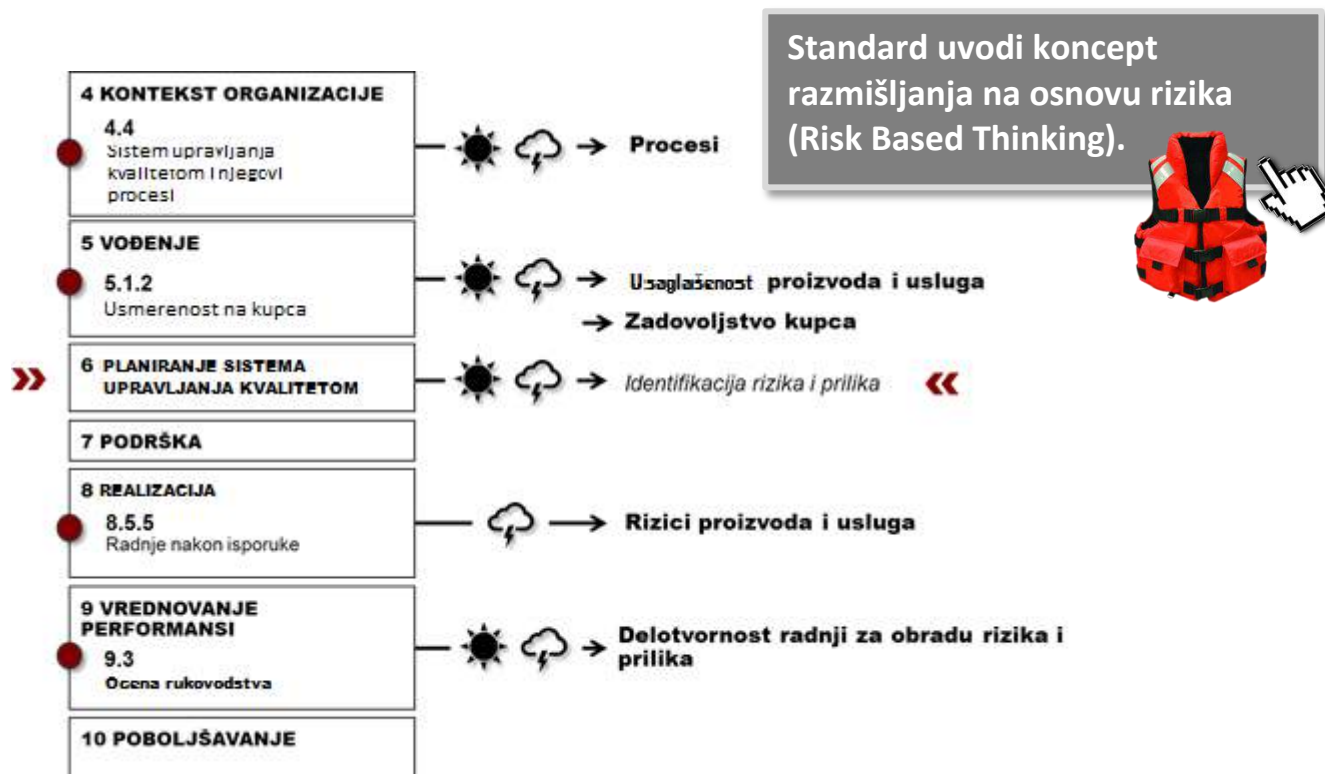 Standard uvodi koncept
razmišljanja na osnovu rizika
(Risk Based Thinking).
4 KONTEKST ORGANIZACIJE
4.4
Sistem upravljanja
kvalitetom i njegovi
procesi
Procesi
5 VOĐENJE
5.1.2
Usmerenost na kupca
Usaglašenost proizvoda i usluga
Zadovoljstvo kupca
6 PLANIRANJE SISTEMA
UPRAVLJANJA KVALITETOM
Identifikacija rizika i prilika
7 PODRŠKA
8 REALIZACIJA
8.5.5
Radnje nakon isporuke
Rizici proizvoda i usluga
9 VREDNOVANJE
PERFORMANSI
9.3
Ocena rukovodstva
Delotvornost radnji za obradu rizika i
prilika
10 POBOLJŠAVANJE